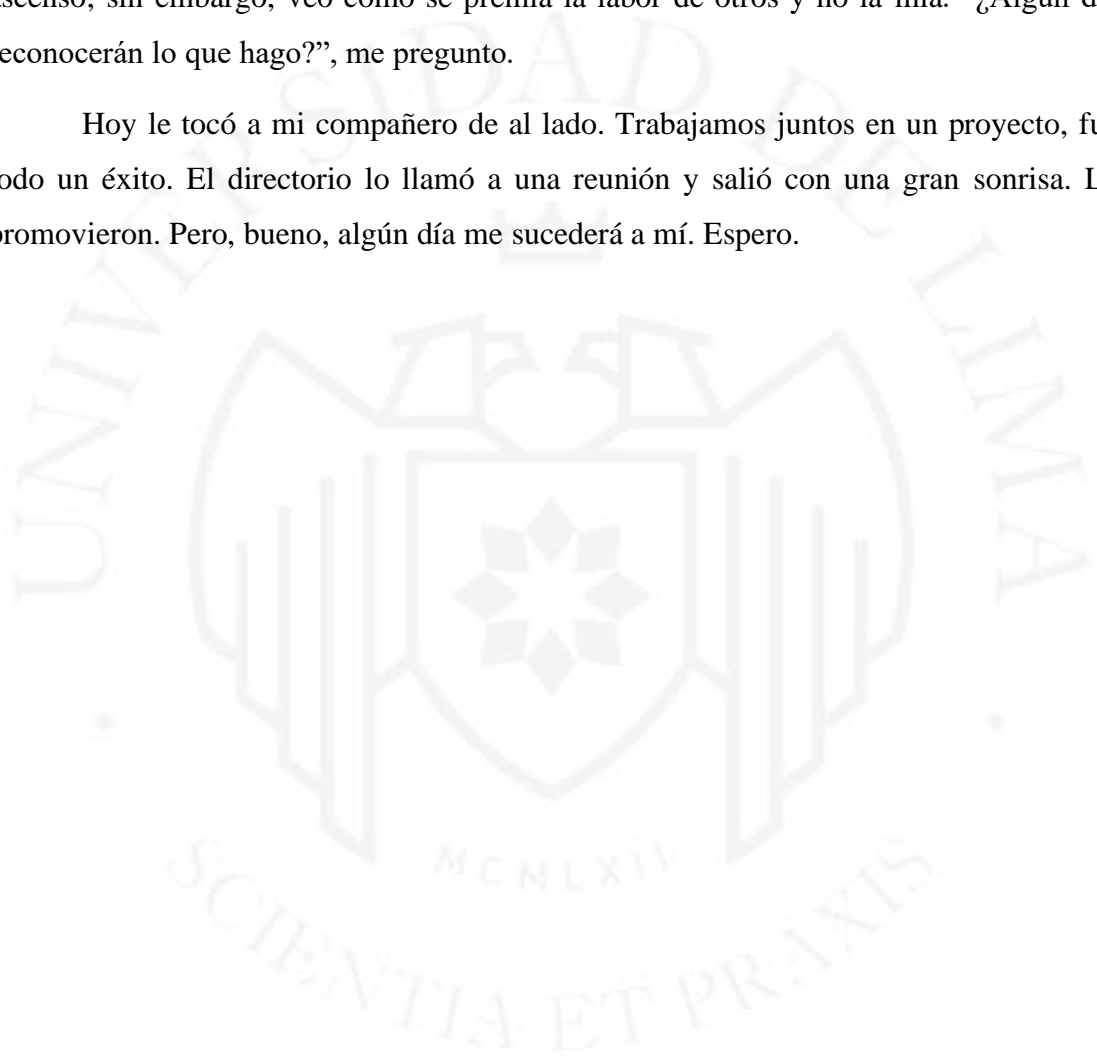 ascenso; sin embargo, veo cómo se premia la labor de otros y no la mía. “¿Algún
econocerán lo que hago?”, me pregunto.
Hoy le tocó a mi compañero de al lado. Trabajamos juntos en un proyecto, fu
odo un éxito. El directorio lo llamó a una reunión y salió con una gran sonrisa. L
promovieron. Pero, bueno, algún día me sucederá a mí. Espero.
UNIVERSIDAD DE LIMA
MCMLXII
SCIENTIA ET PRAXIS